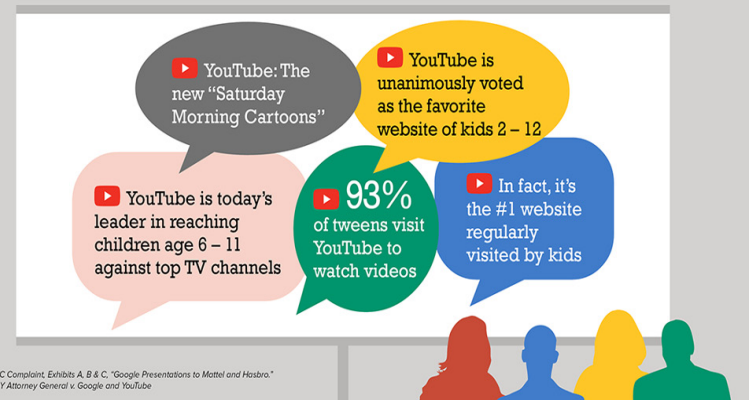 YouTube: The
new “Saturday
Morning Cartoons”
YouTube is
unanimously voted
as the favorite
website of kids 2 – 12
YouTube is today’s
leader in reaching
children age 6 – 11
against top TV channels
93%
of tweens visit
YouTube to
watch videos
In fact, it’s
the #1 website
regularly
visited by kids
C Complaint, Exhibits A, B & C, “Google Presentations to Mattel and Hasbro.”
Y Attorney General v. Google and YouTube